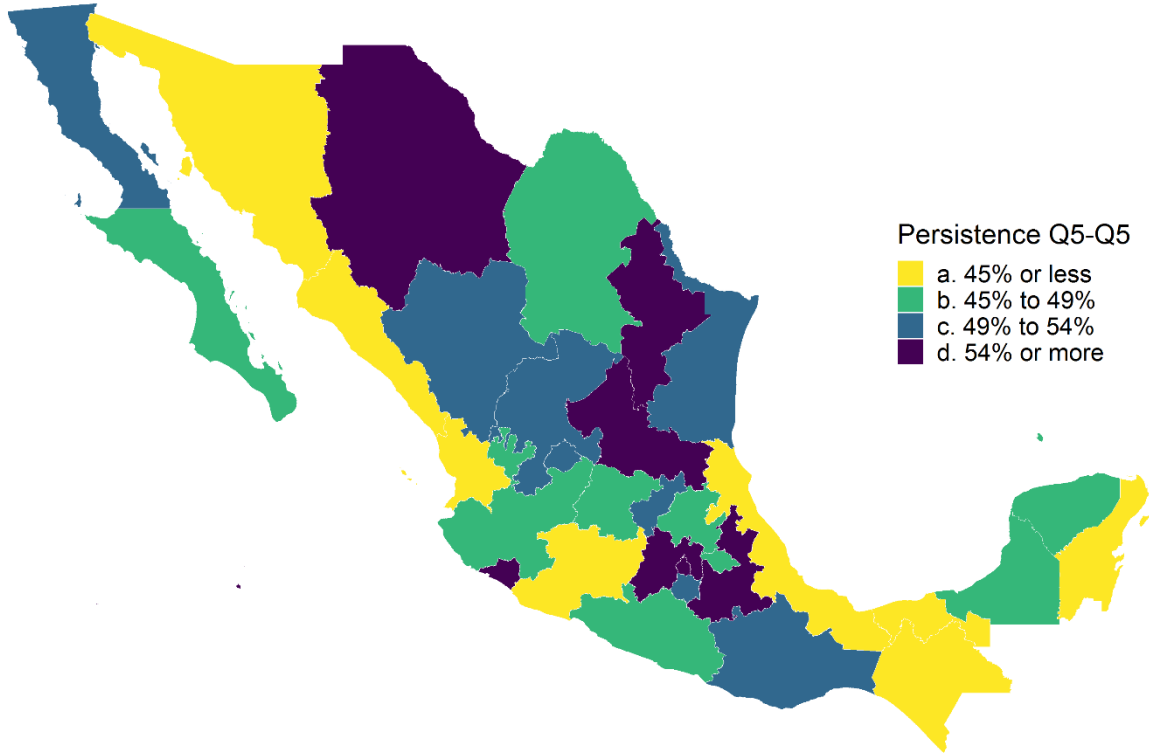 Persistence Q5-Q5
a. 45% or less
b. 45% to 49%
c. 49% to 54%
d. 54% or more